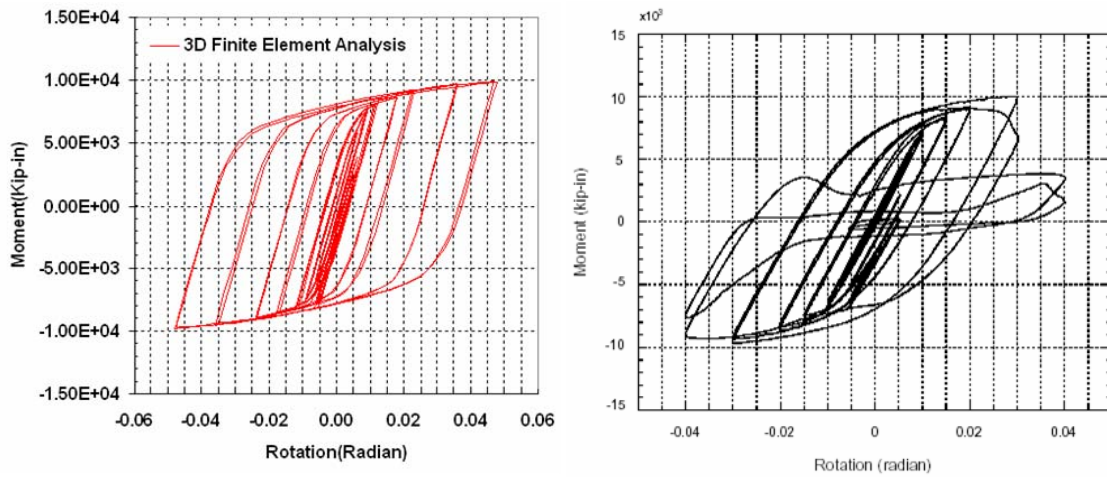 1.50E+04
3D Finite Element Analysis
1.00E+04
5.00E+03
0.00E+00
-5.00E+03
-1.00E+04
-1.50E+04
Moment(Kip-in)
-0.06 -0.04 -0.02 0.00 0.02 0.04 0.06
Rotation(Radian)
x10³
15
10
5
0
-5
-10
-15
Moment (kip-in)
-0.04 -0.02 0 0.02 0.04
Rotation (radian)